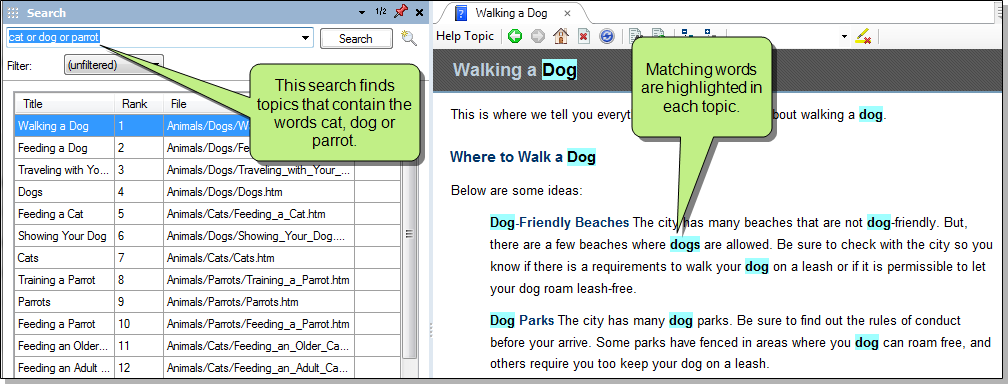 Search
1/2
cat or dog or parrot
Search
Filter:
(unfiltered)
This search finds
topics that contain the
words cat, dog or
parrot.
Title Rank File
Walking a Dog 1 Animals/Dogs/
Feeding a Dog 2 Animals/Dogs/
Traveling with Yo... 3 Animals/Dogs/Traveling_with_Your_...
Dogs 4 Animals/Dogs/Dogs.htm
Feeding a Cat 5 Animals/Cats/Feeding_a_Cat.htm
Showing Your Dog 6 Animals/Dogs/Showing_Your_Dog....
Cats 7 Animals/Cats/Cats.htm
Training a Parrot 8 Animals/Parrots/Training_a_Parrot.htm
Parrots 9 Animals/Parrots/Parrots.htm
Feeding a Parrot 10 Animals/Parrots/Feeding_a_Parrot.htm
Feeding an Older... 11 Animals/Cats/Feeding_an_Older_Ca...
Feeding an Adult ... 12 Animals/Cats/Feeding_an_Adult_Ca...
Walking a Dog
Help Topic
Walking a Dog
Matching words
are highlighted in
each topic.
This is where we tell you about walking a dog.
Where to Walk a Dog
Below are some ideas:
Dog-Friendly Beaches The city has many beaches that are not dog-friendly. But,
there are a few beaches where dogs are allowed. Be sure to check with the city so you
know if there is a requirements to walk your dog on a leash or if it is permissible to let
your dog roam leash-free.
Dog Parks The city has many dog parks. Be sure to find out the rules of conduct
before your arrive. Some parks have fenced in areas where you dog can roam free, and
others require you too keep your dog on a leash.